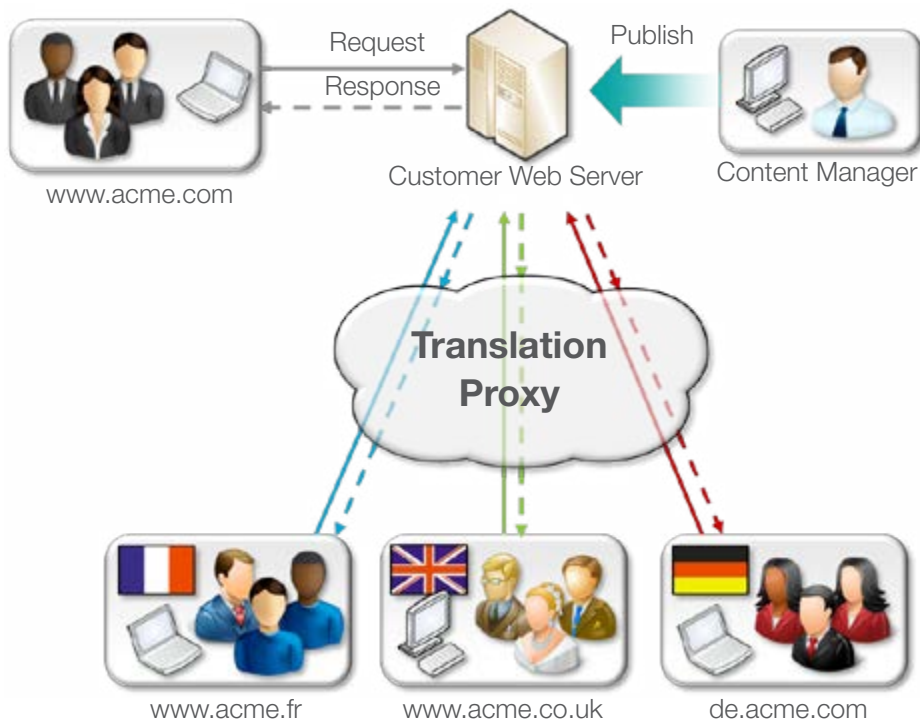 Request
Response
Publish
www.acme.com
Customer Web Server
Content Manager
Translation
Proxy
www.acme.fr
www.acme.co.uk
de.acme.com